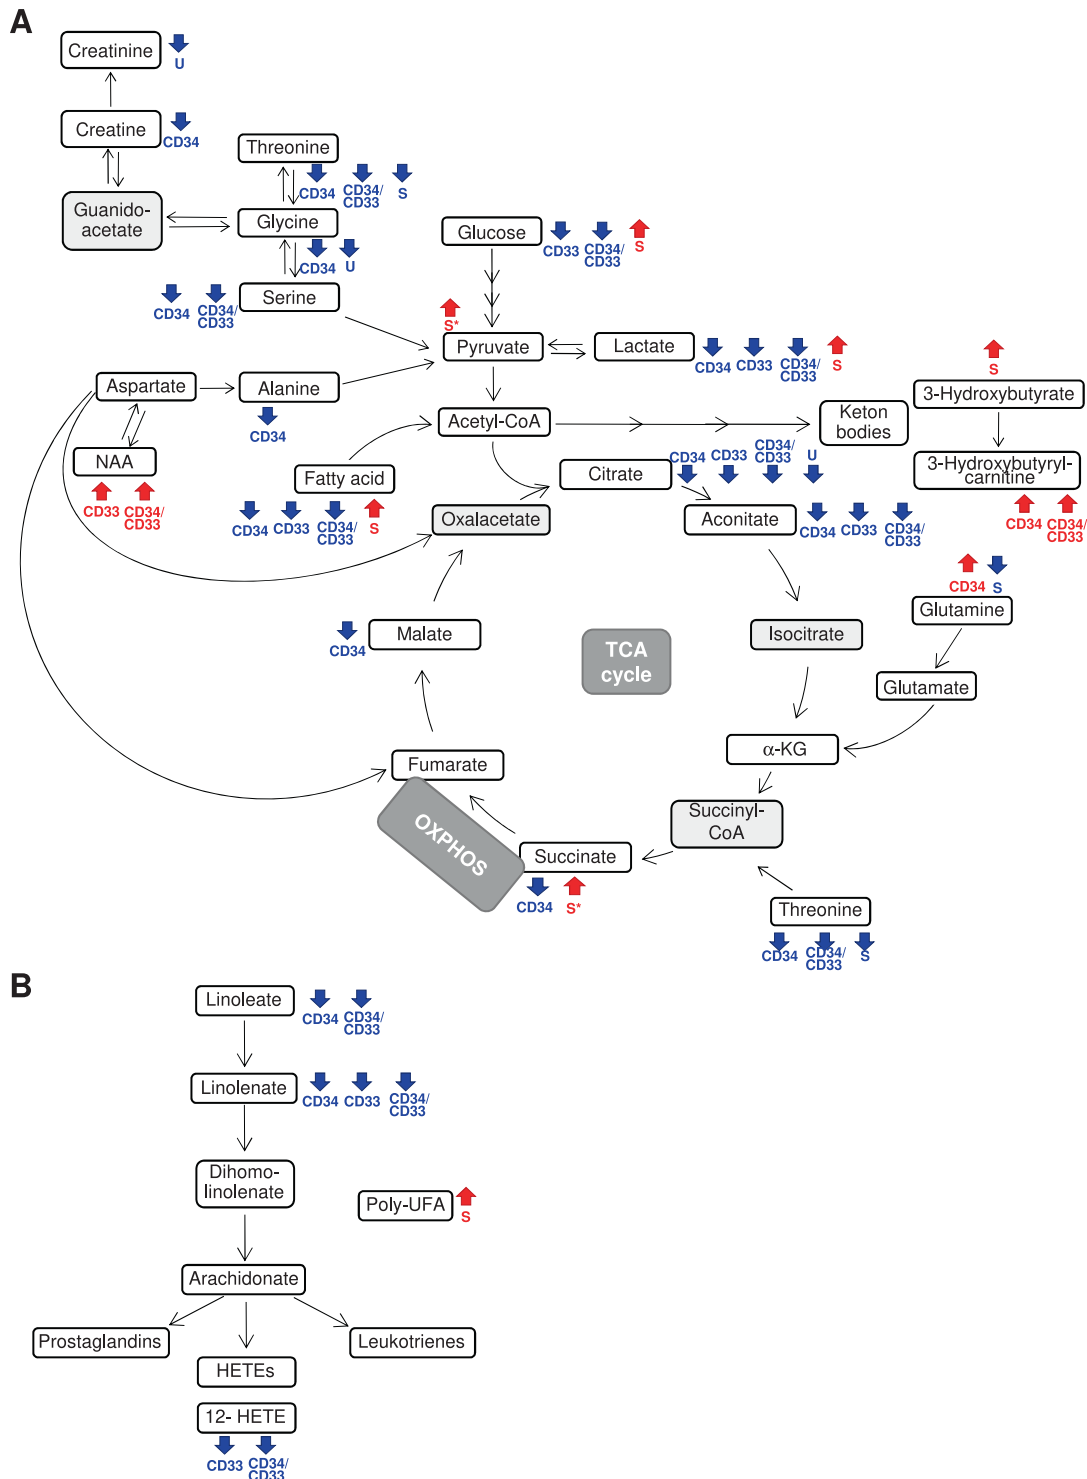 A
Creatinine
U
Creatine
CD34
Guanido-
acetate
Threonine
CD34
CD34/
CD33
S
Glycine
CD34
U
Serine
CD34
CD34/
CD33
Glucose
CD33
CD34/
CD33
S
S*
Pyruvate
Lactate
CD34
CD33
CD34/
CD33
S
Aspartate
Alanine
CD34
NAA
CD33
CD34/
CD33
Acetyl-CoA
Keton
bodies
S
3-Hydroxybutyrate
3-Hydroxybutyryl-
carnitine
CD34
CD34/
CD33
Fatty acid
CD34
CD33
CD34/
CD33
S
Citrate
CD34
CD33
CD34/
CD33
U
Oxalacetate
Aconitate
CD34
CD33
CD34/
CD33
CD34
S
Glutamine
Glutamate
Malate
CD34
TCA
cycle
Isocitrate
α-KG
Fumarate
OXPHOS
Succinyl-
CoA
Succinate
CD34
S*
Threonine
CD34
CD34/
CD33
S
B
Linoleate
CD34
CD34/
CD33
Linolenate
CD34
CD33
CD34/
CD33
Dihomo-
linolenate
Poly-UFA
S
Arachidonate
Prostaglandins
Leukotrienes
HETEs
12- HETE
CD33
CD34/
CD33